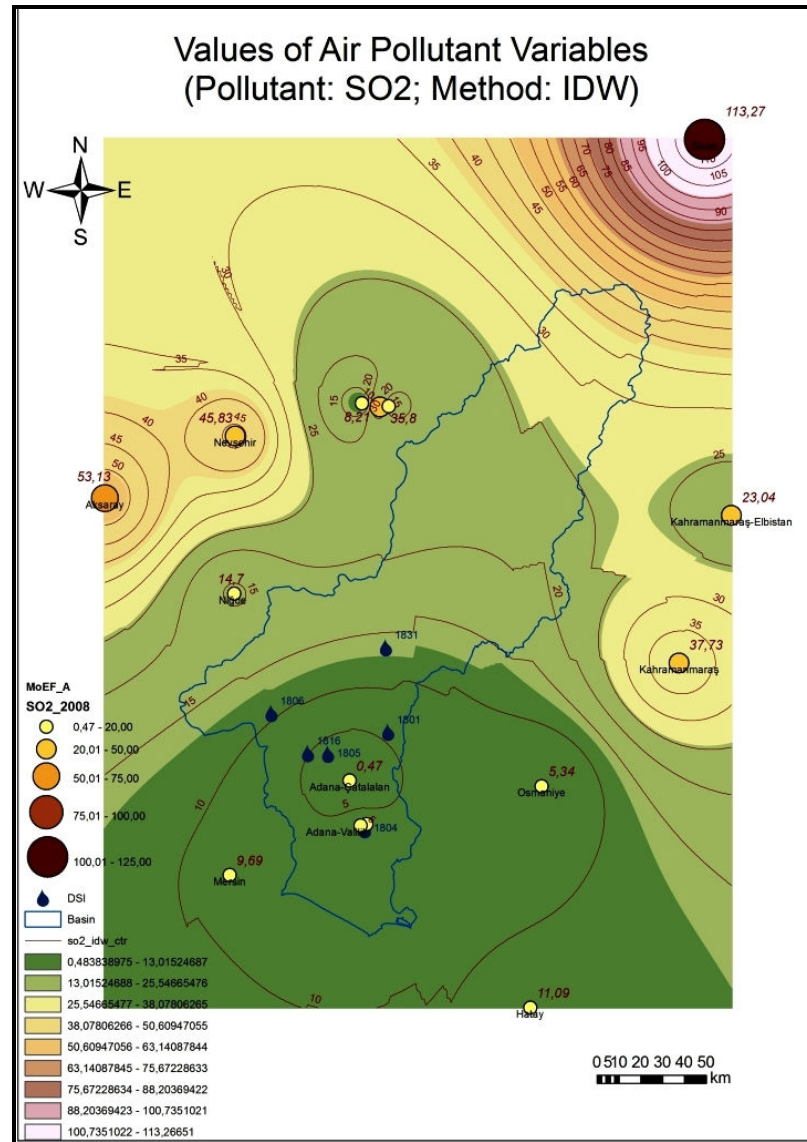 Values of Air Pollutant Variables
(Pollutant: SO2; Method: IDW)
113,27
N
W E
S
35
40
45
50
55
60
65
70
75
80
85
95
100
105
90
30
35
30
20
15
20
15
8,21
35,8
25
40
45,83
45
Nevşehir
40
45
50
53,13
Aksaray
25
23,04
Kahramanmaraş-Elbistan
14,7
15
Niğde
20
30
35
37,73
Kahramanmaraş
1831
15
1806
1801
1816
1805
0,47
Adana-Çatalalan
5
5,34
Osmaniye
10
1804
9,69
Mersin
10
11,09
Hatay
MoEF_A
SO2_2008
0,47 - 20,00
20,01 - 50,00
50,01 - 75,00
75,01 - 100,00
100,01 - 125,00
DSI
Basin
so2_idw_ctr
0,483838975 - 13,01524687
13,01524688 - 25,54665476
25,54665477 - 38,07806265
38,07806266 - 50,60947055
50,60947056 - 63,14087844
63,14087845 - 75,67228633
75,67228634 - 88,20369422
88,20369423 - 100,7351021
100,7351022 - 113,26651
0 5 10 20 30 40 50
km